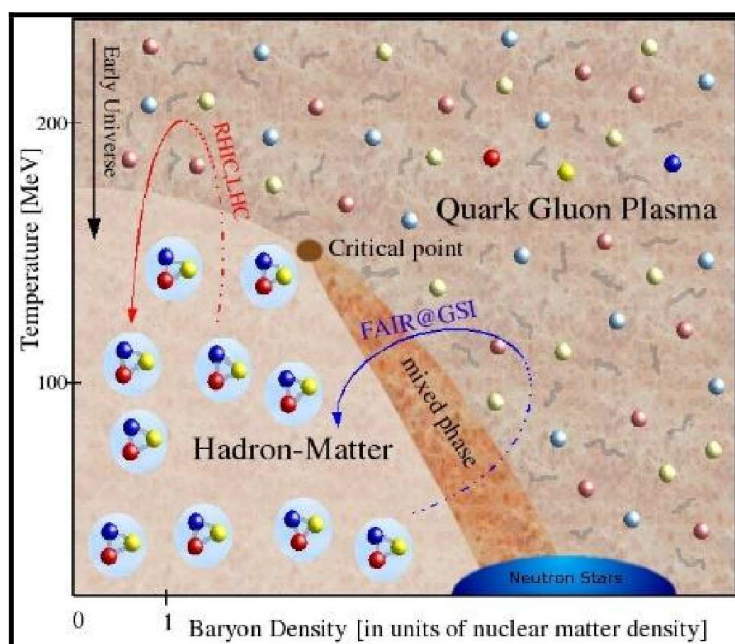 Early Universe
200
RHIC, LHC
Quark Gluon Plasma
Critical point
Temperature [MeV]
FAIR@GSI
100
mixed phase
Hadron-Matter
Neutron Stars
0
1
Baryon Density [in units of nuclear matter density]